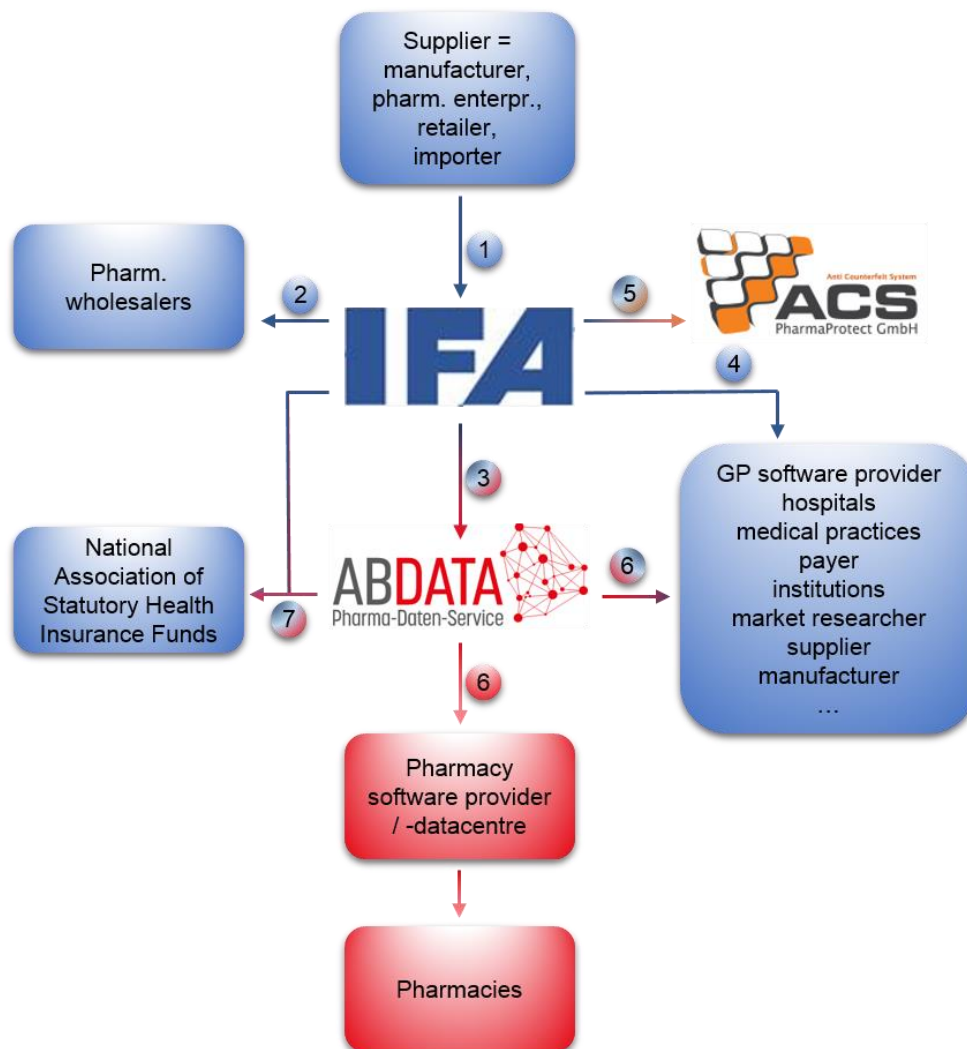 Supplier =
manufacturer,
pharm. enterpr.,
retailer,
importer
1
Pharm.
wholesalers
2
IFA
5
Anti Counterfeit System
ACS
PharmaProtect GmbH
4
3
GP software provider
hospitals
medical practices
payer
institutions
market researcher
supplier
manufacturer
…
National
Association of
Statutory Health
Insurance Funds
7
ABDATA
Pharma-Daten-Service
6
6
Pharmacy
software provider
/ -datacentre
Pharmacies